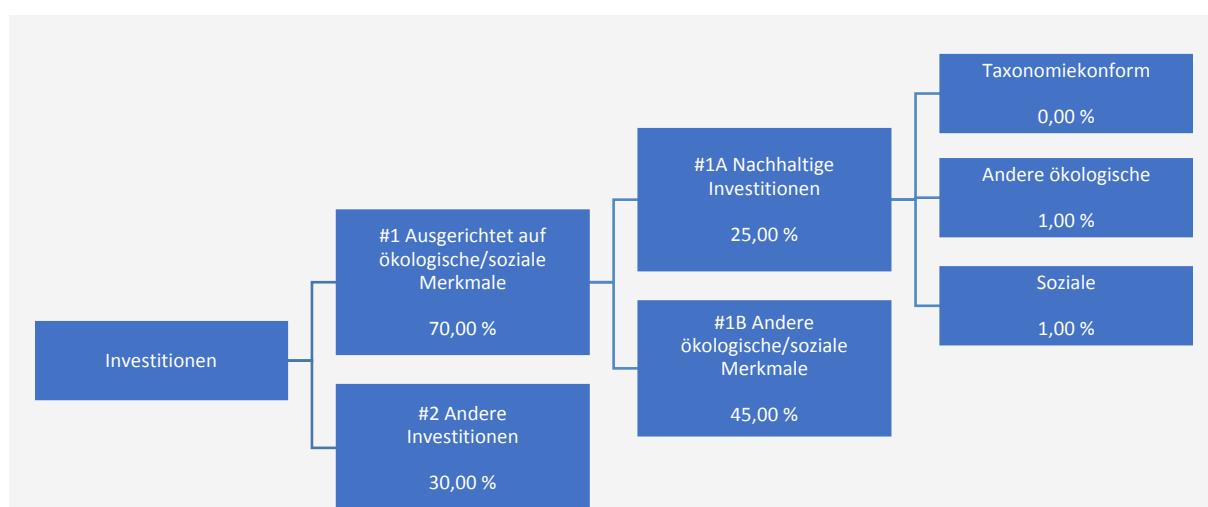 Investitionen
#1 Ausgerichtet auf
ökologische/soziale
Merkmale
70,00 %
#2 Andere
Investitionen
30,00 %
#1A Nachhaltige
Investitionen
25,00 %
#1B Andere
ökologische/soziale
Merkmale
45,00 %
Taxonomiekonform
0,00 %
Andere ökologische
1,00 %
Soziale
1,00 %